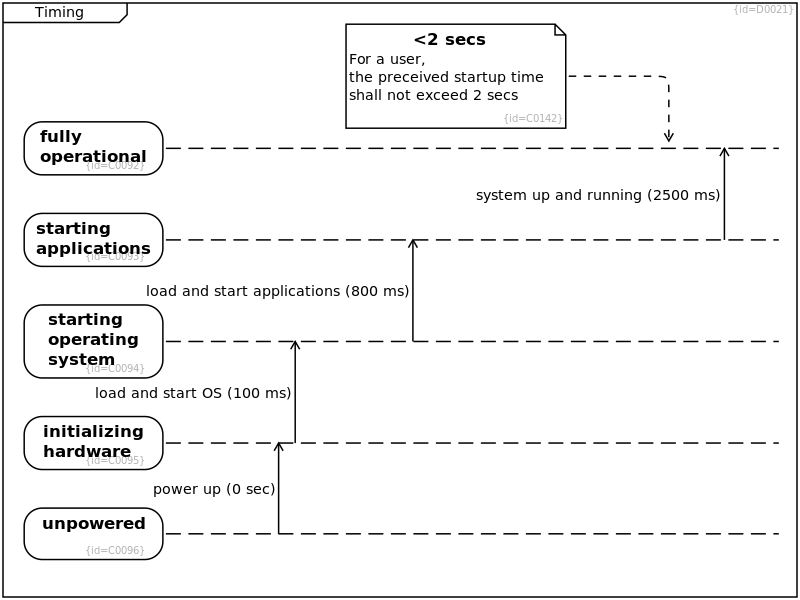 Timing
{id=D0021}
<2 secs
For a user,
the preceived startup time
shall not exceed 2 secs
{id=C0142}
fully
operational
{id=C0092}
system up and running (2500 ms)
starting
applications
{id=C0093}
load and start applications (800 ms)
starting
operating
system
{id=C0094}
load and start OS (100 ms)
initializing
hardware
{id=C0095}
power up (0 sec)
unpowered
{id=C0096}